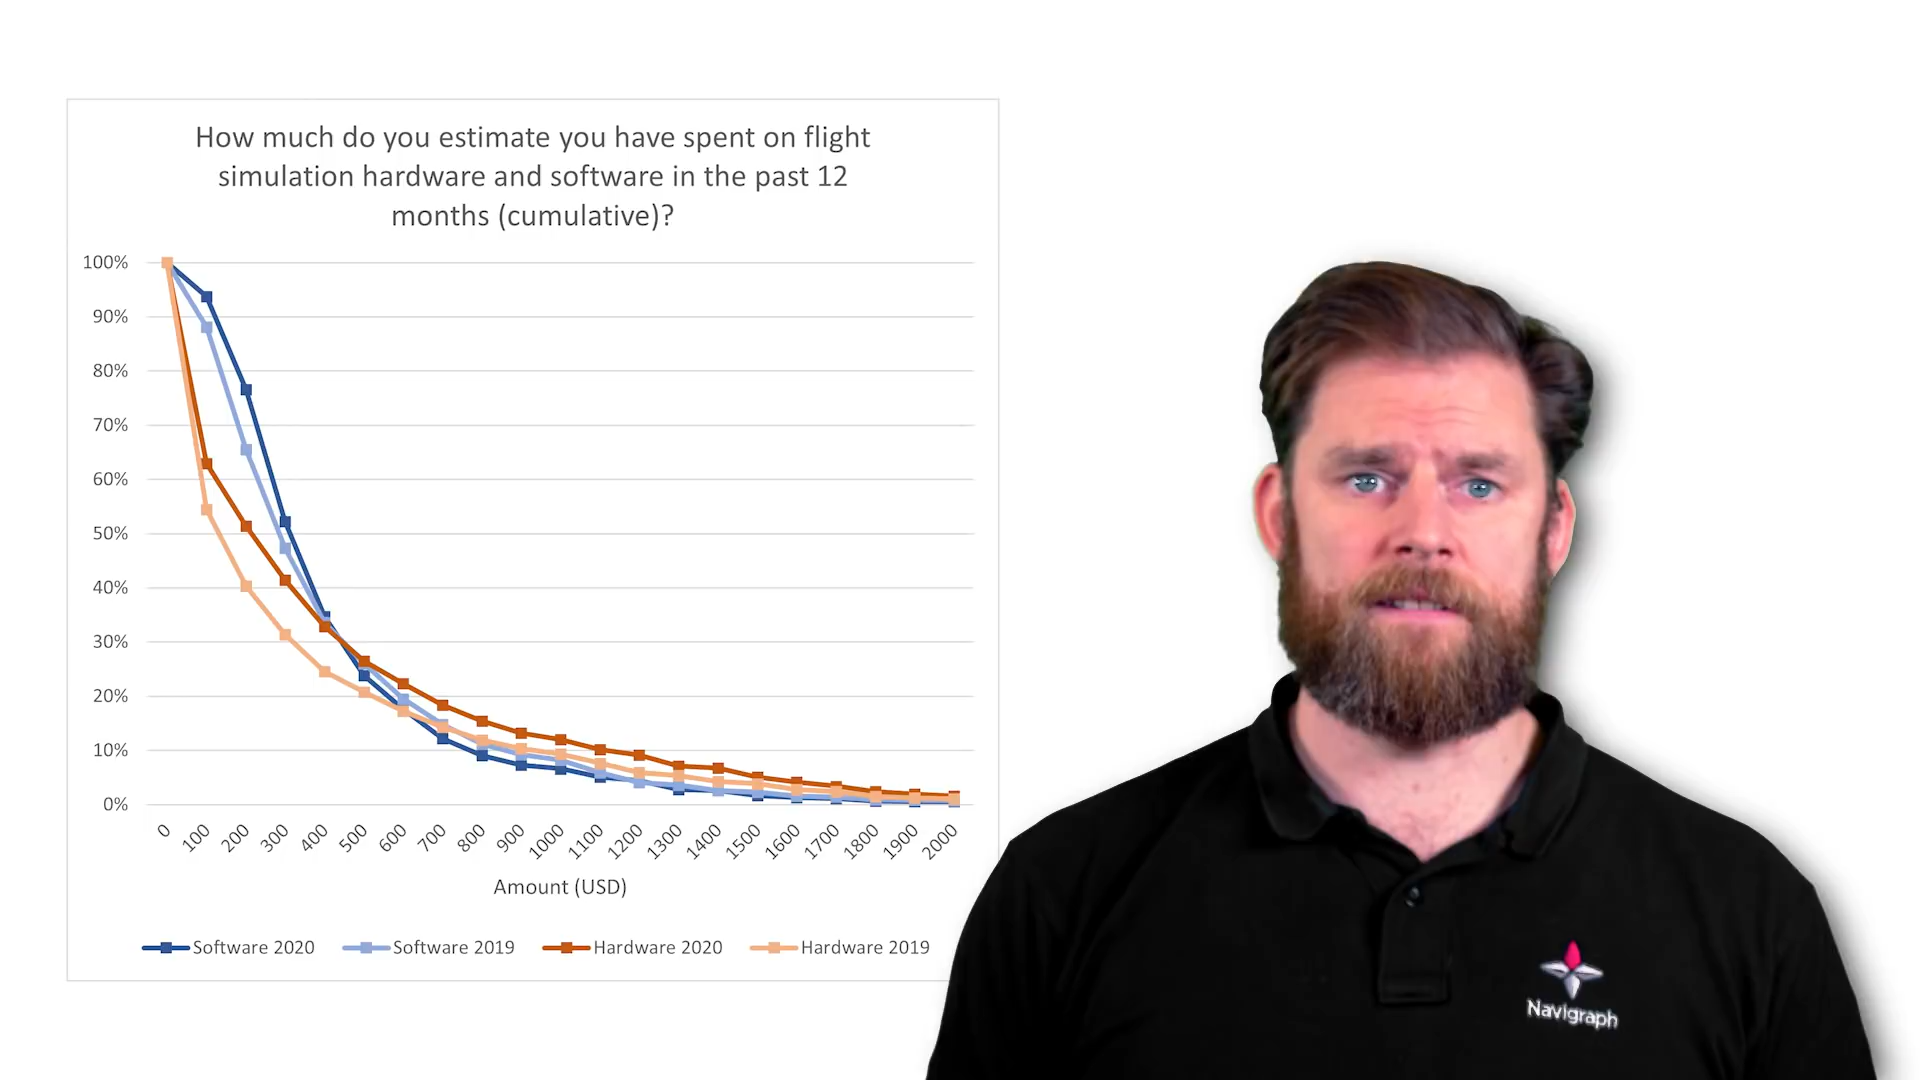 How much do you estimate you have spent on flight
simulation hardware and software in the past 12
months (cumulative)?
100%
90%
80%
70%
60%
50%
40%
30%
20%
10%
0%
0 100 200 300 400 500 600 700 800 900 1000 1100 1200 1300 1400 1500 1600 1700 1800 1900 2000
Amount (USD)
Software 2020 Software 2019 Hardware 2020 Hardware 2019
Navigraph